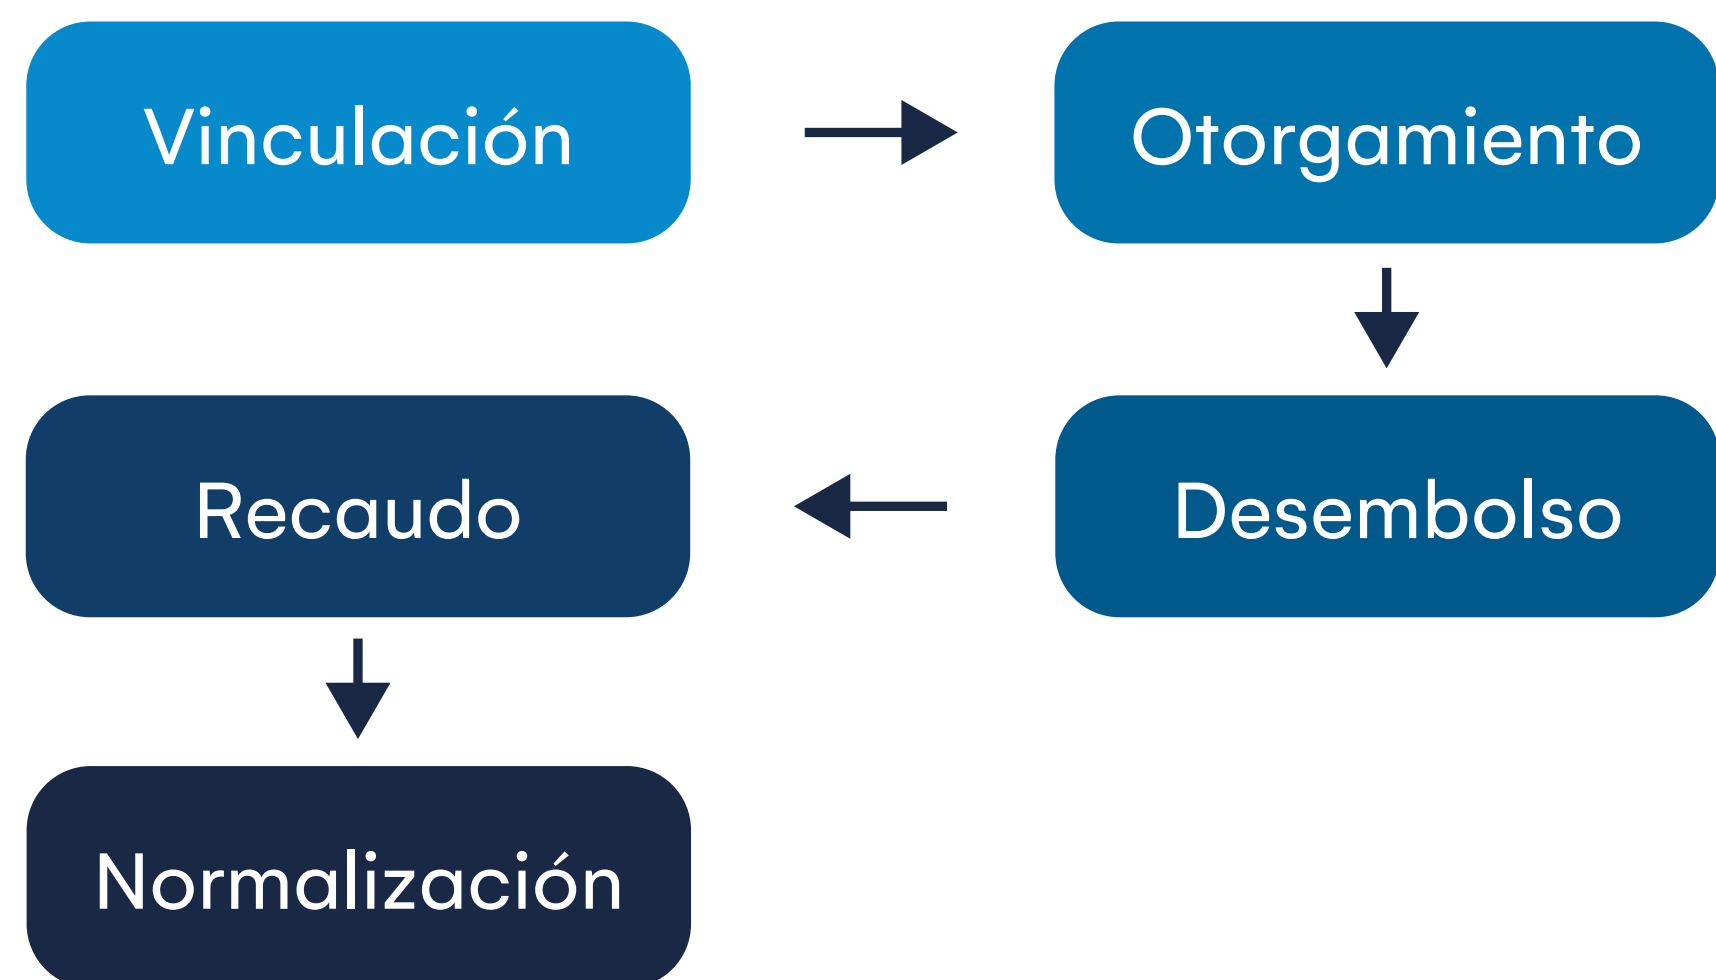 Vinculación
Otorgamiento
Desembolso
Recaudo
Normalización